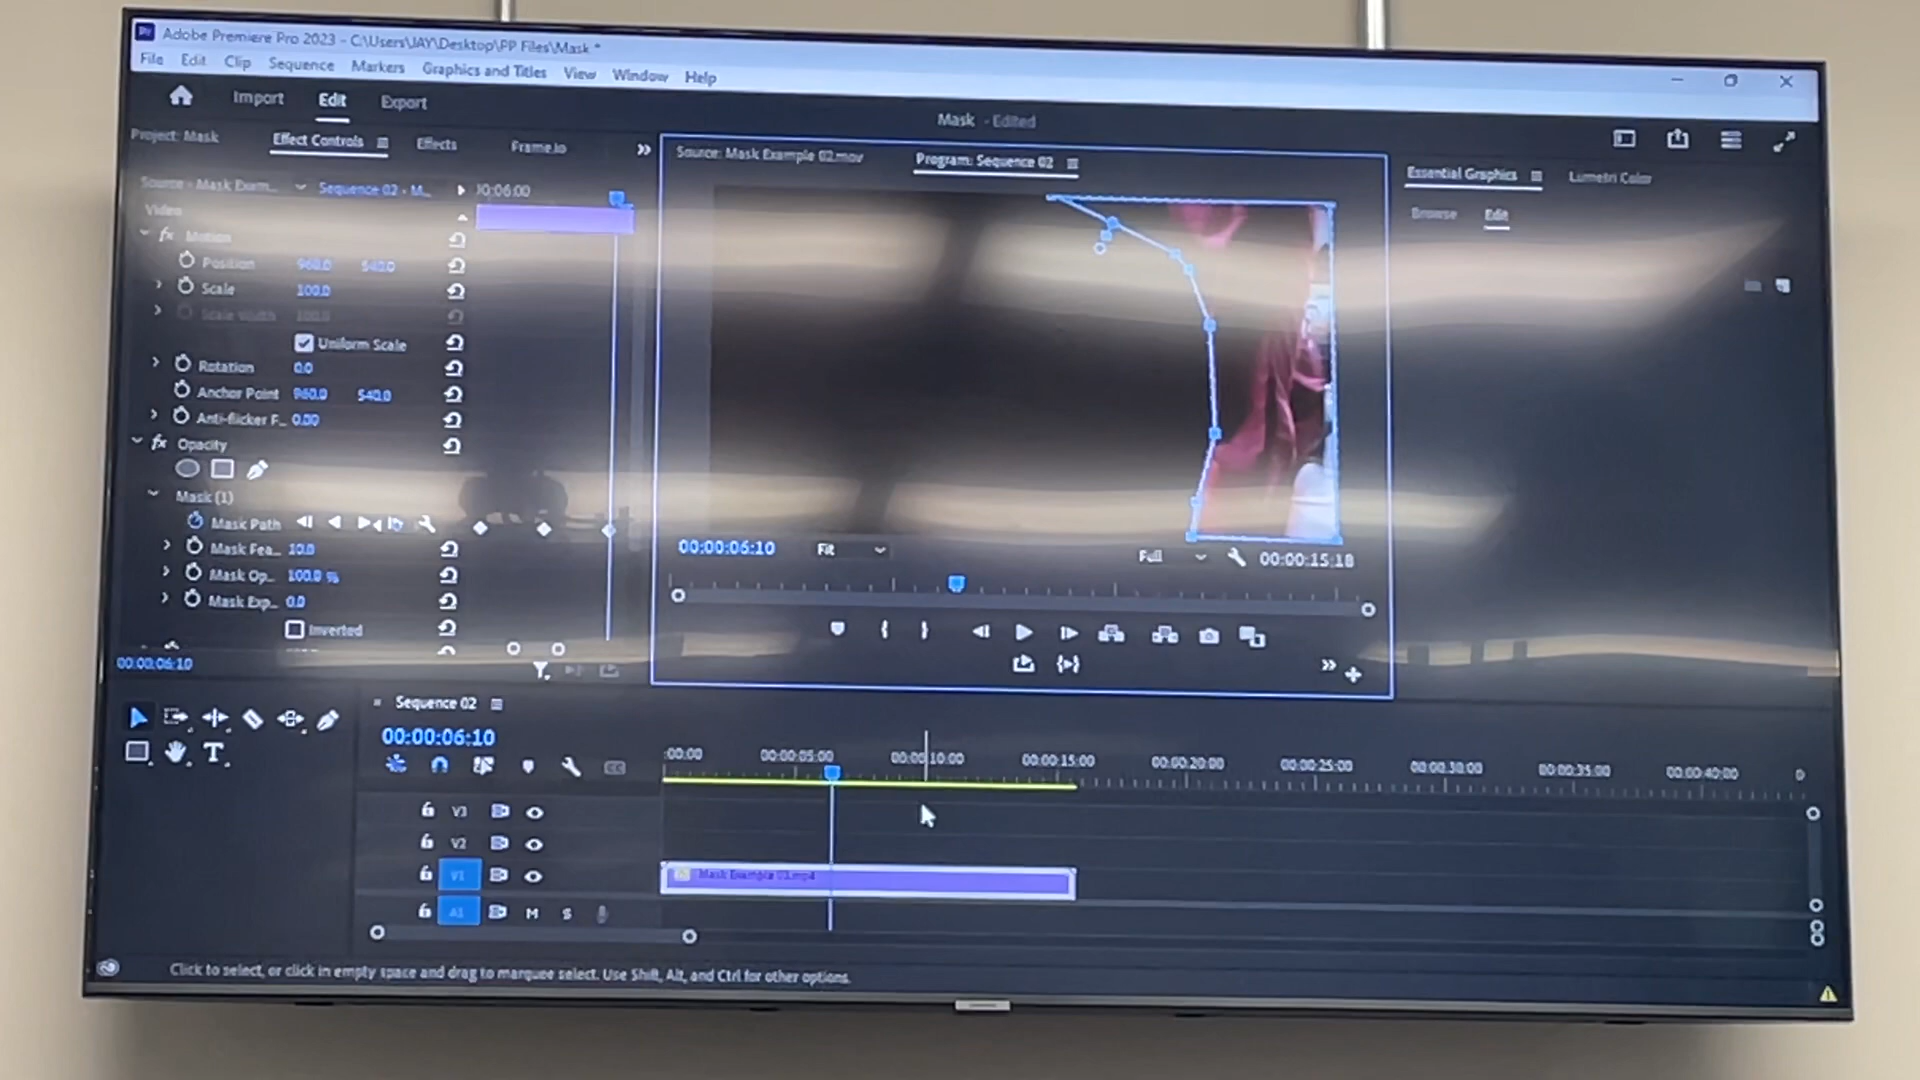 Adobe Premiere Pro 2023 - C:\Users\JAY\Desktop\PP Files\Mask *
File Edit Clip Sequence Markers Graphics and Titles View Window Help
Import Edit Export
Mask - Edited
Project: Mask Effect Controls Effects Frame.io
Source: Mask Example 02.mov Program: Sequence 02
Essential Graphics Lumetri Color
Browse Edit
Source - Mask Exam... Sequence 02 - M... 00:06:00
Video
fx Motion
Position 960.0 540.0
Scale 100.0
Scale Width 100.0
Uniform Scale
Rotation 0.0
Anchor Point 960.0 540.0
Anti-flicker F... 0.00
fx Opacity
Mask (1)
Mask Path
Mask Fea... 10.0
Mask Op... 100.0 %
Mask Exp... 0.0
Inverted
00:00:06:10
00:00:06:10 Fit Full 00:00:15:18
Sequence 02
00:00:06:10
:00:00 00:00:05:00 00:00:10:00 00:00:15:00 00:00:20:00 00:00:25:00 00:00:30:00 00:00:35:00 00:00:40:00
V3
V2
V1 Mask Example 03.mp4
A1 M S
Click to select, or click in empty space and drag to marquee select. Use Shift, Alt, and Ctrl for other options.